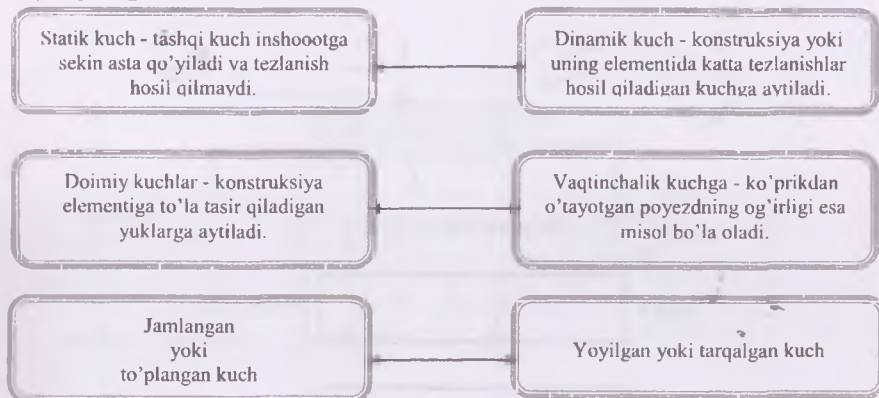 Statik kuch - tashqi kuch inshoootga
sekin asta qo'yiladi va tezlanish
hosil qilmaydi.
Dinamik kuch - konstruksiya yoki
uning elementida katta tezlanishlar
hosil qiladigan kuchga aytiladi.
Doimiy kuchlar - konstruksiya
elementiga to'la tasir qiladigan
yuklarga aytiladi.
Vaqtinchalik kuchga - ko'prikdan
o'tayotgan poyezdning og'irligi esa
misol bo'la oladi.
Jamlangan
yoki
to'plangan kuch
Yoyilgan yoki tarqalgan kuch